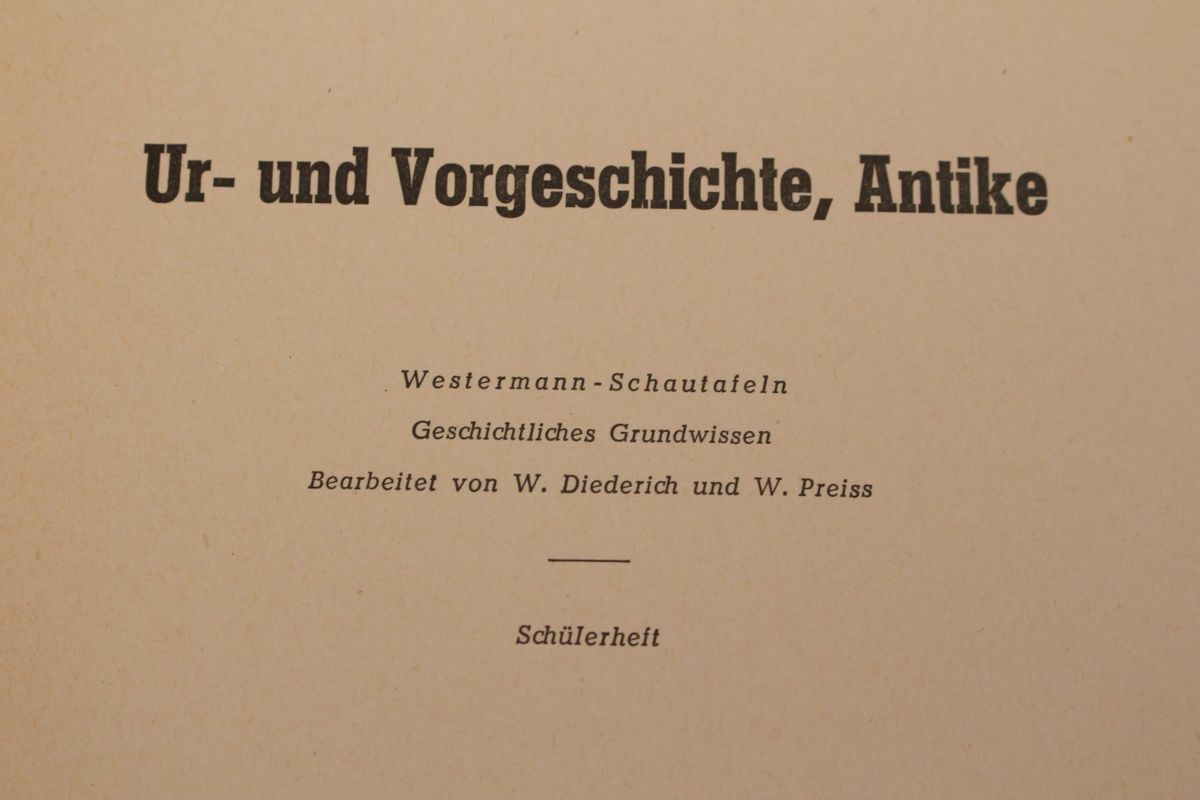 Ur- und Vorgeschichte, Antike
Westermann-Schautafeln
Geschichtliches Grundwissen
Bearbeitet von W. Diederich und W. Preiss
Schülerheft